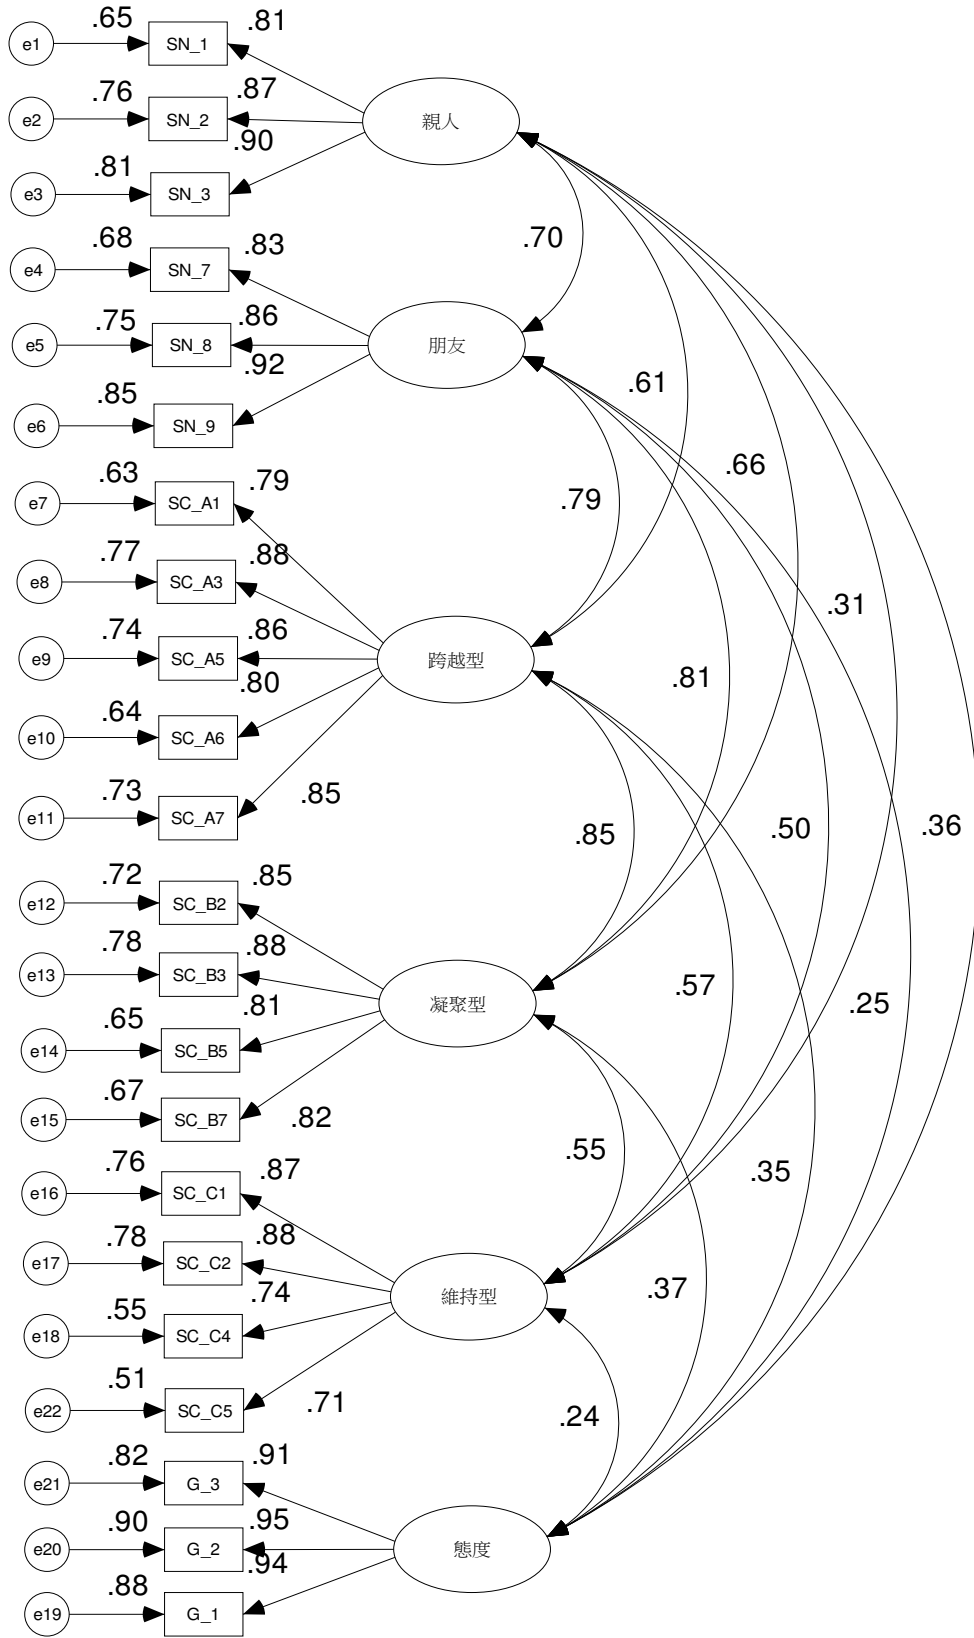 .65
.81
e1
SN_1
.76
.87
e2
SN_2
親人
.90
.81
e3
SN_3
.68
.83
.70
e4
SN_7
.75
.86
e5
SN_8
朋友
.92
.61
.85
e6
SN_9
.66
.63
.79
.79
e7
SC_A1
.77
.88
e8
SC_A3
.31
.74
.86
e9
SC_A5
跨越型
.80
.81
.64
e10
SC_A6
.73
.85
e11
SC_A7
.85
.50
.36
.72
.85
e12
SC_B2
.78
.88
e13
SC_B3
.57
凝聚型
.81
.25
.65
e14
SC_B5
.67
.82
e15
SC_B7
.55
.76
.87
.35
e16
SC_C1
.78
.88
e17
SC_C2
.74
.37
維持型
.55
e18
SC_C4
.51
.71
e22
SC_C5
.24
.82
.91
e21
G_3
.90
.95
e20
G_2
態度
.94
.88
e19
G_1